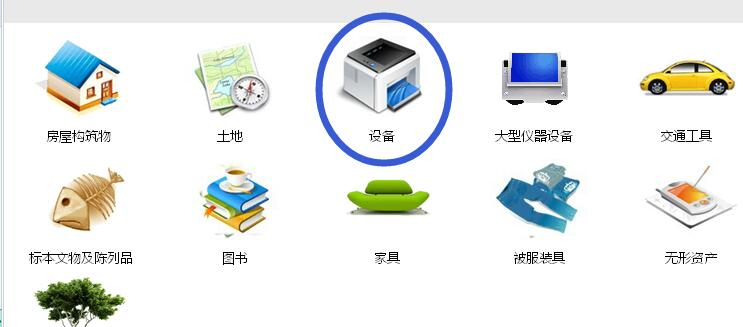 房屋构筑物
土地
设备
大型仪器设备
交通工具
标本文物及陈列品
图书
家具
被服装具
无形资产